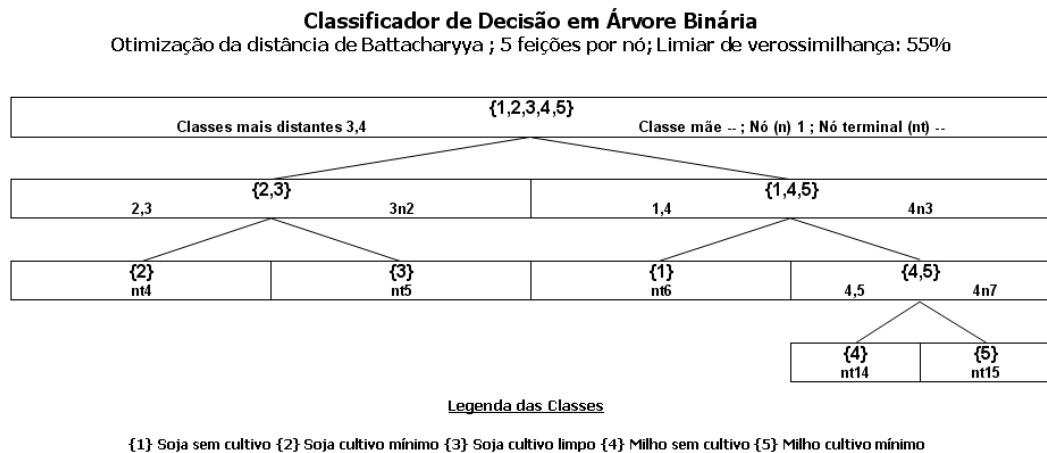 Classificador de Decisão em Árvore Binária
Otimização da distância de Battacharyya ; 5 feições por nó; Limiar de verossimilhança: 55%
{1,2,3,4,5}
Classes mais distantes 3,4 Classe mãe -- ; Nó (n) 1 ; Nó terminal (nt) --
{2,3} {1,4,5}
2,3 3n2 1,4 4n3
{2} {3} {1} {4,5}
nt4 nt5 nt6 4,5 4n7
{4} {5}
nt14 nt15
Legenda das Classes
{1} Soja sem cultivo {2} Soja cultivo mínimo {3} Soja cultivo limpo {4} Milho sem cultivo {5} Milho cultivo mínimo